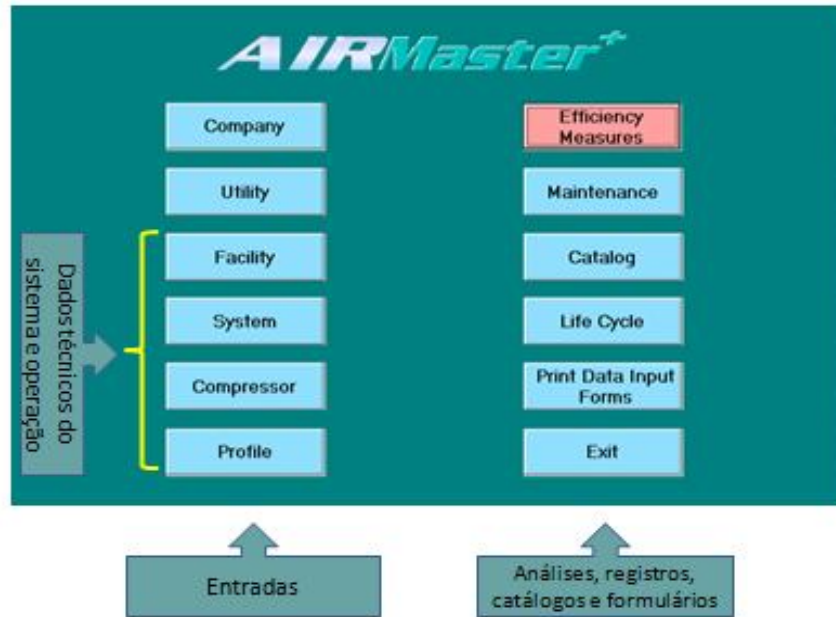 AIRMaster+
Company
Efficiency
Measures
Utility
Maintenance
Facility
Catalog
System
Life Cycle
Compressor
Print Data Input
Forms
Profile
Exit
Dados técnicos do
sistema e operação
Entradas
Análises, registros,
catálogos e formulários